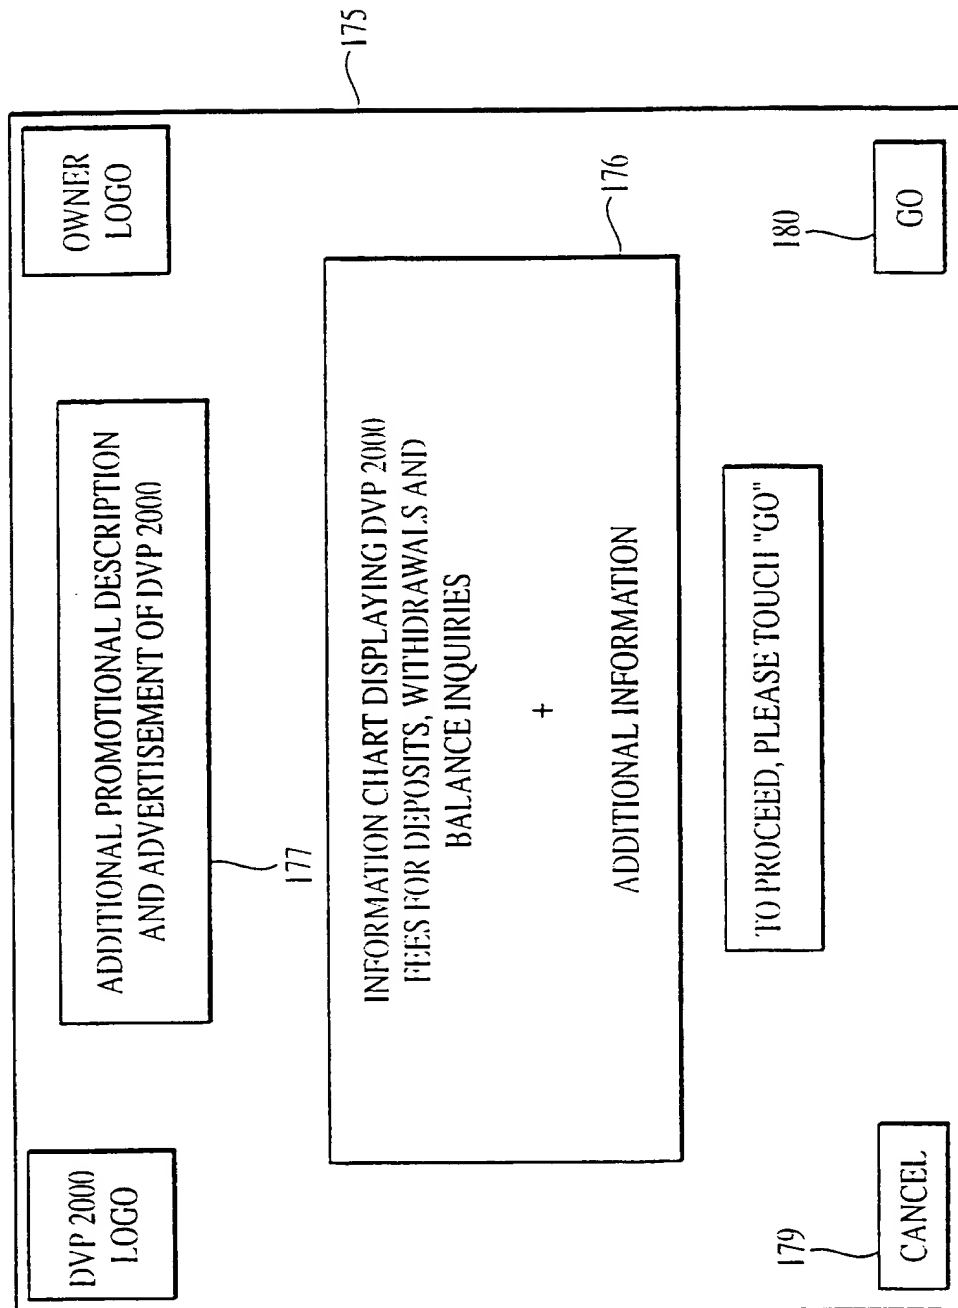 DVP 2000
LOGO
ADDITIONAL PROMOTIONAL DESCRIPTION
AND ADVERTISEMENT OF DVP 2000
177
OWNER
LOGO
175
INFORMATION CHART DISPLAYING DVP 2000
FEES FOR DEPOSITS, WITHDRAWALS AND
BALANCE INQUIRIES
+
ADDITIONAL INFORMATION
176
TO PROCEED, PLEASE TOUCH "GO"
179
CANCEL
180
GO